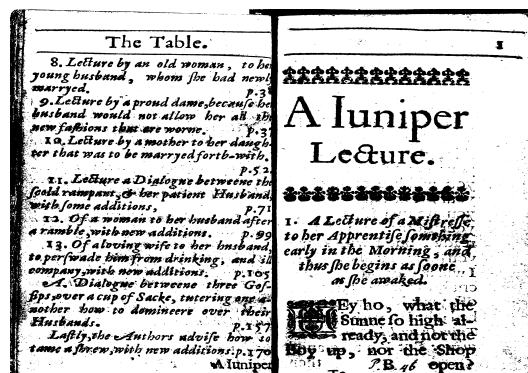 The Table.
8. Lecture by an old woman, to her
young husband, whom ſhe had newly
marryed. p.3
9. Lecture by a proud dame, becauſe her
husband would not allow her all the
new faſhions that are worne. p.37
10. Lecture by a mother to her daugh-
ter that was to be marryed forth-with.
p.52
11. Lecture a Dialogue betweene the
ſcold rampant, & her patient Husband,
with ſome additions, p.71
12. Of a woman to her husband after
a ramble, with new additions. p.99
13. Of a loving wife to her husband,
to perſwade him from drinking, and ill
company, with new additions. p.105
A. Dialogue betweene three Goſ-
ſips, over a cup of Sacke, tutering one a-
nother how to domineere over their
Husbands. p.157
Laſtly, the Authors adviſe how to
tame a ſhrew, with new additions. p.170
A Iuniper
1
A Iuniper
Lecture.
1. A Lecture of a Miſtreſſe
to her Apprentiſe ſomthing
early in the Morning, and
thus ſhe begins as ſoone
as ſhe awaked.
HEy ho, what the
Sunne ſo high al-
ready, and not the
Boy up, nor the Shop
B. open?